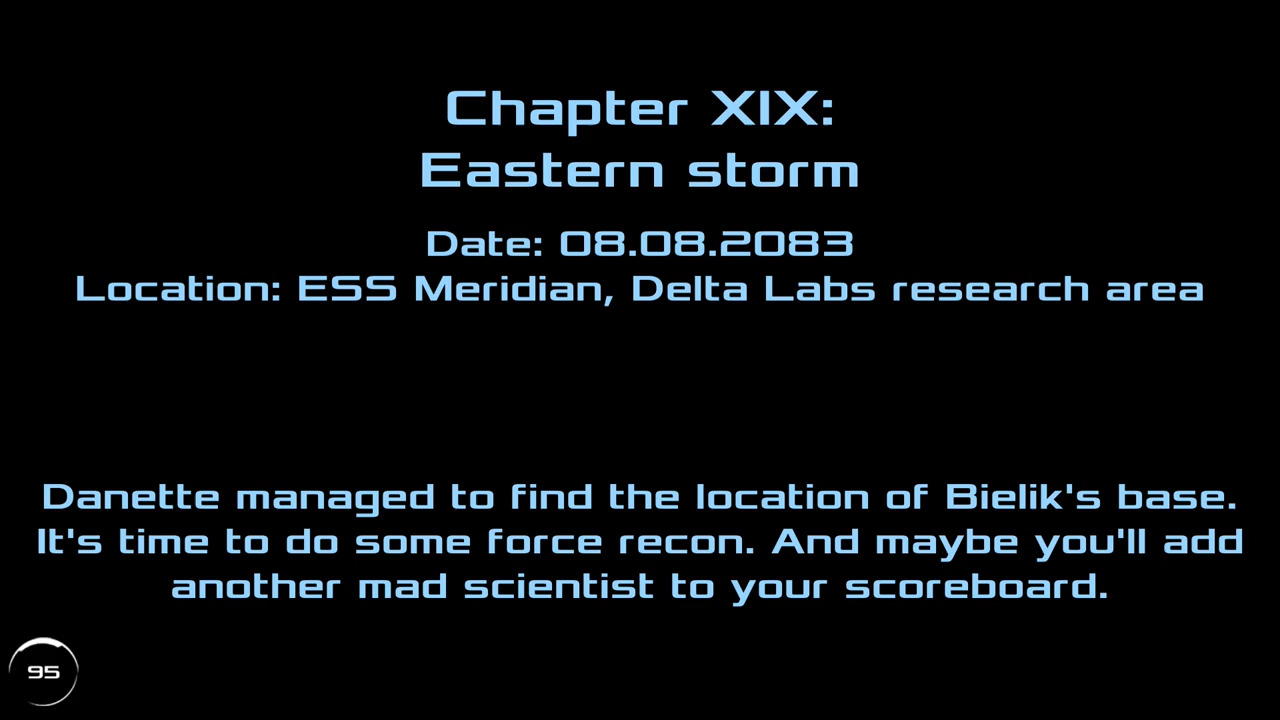 Chapter XIX:
Eastern storm
Date: 08.08.2083
Location: ESS Meridian, Delta Labs research area
Danette managed to find the location of Bielik's base.
It's time to do some force recon. And maybe you'll add
another mad scientist to your scoreboard.
95